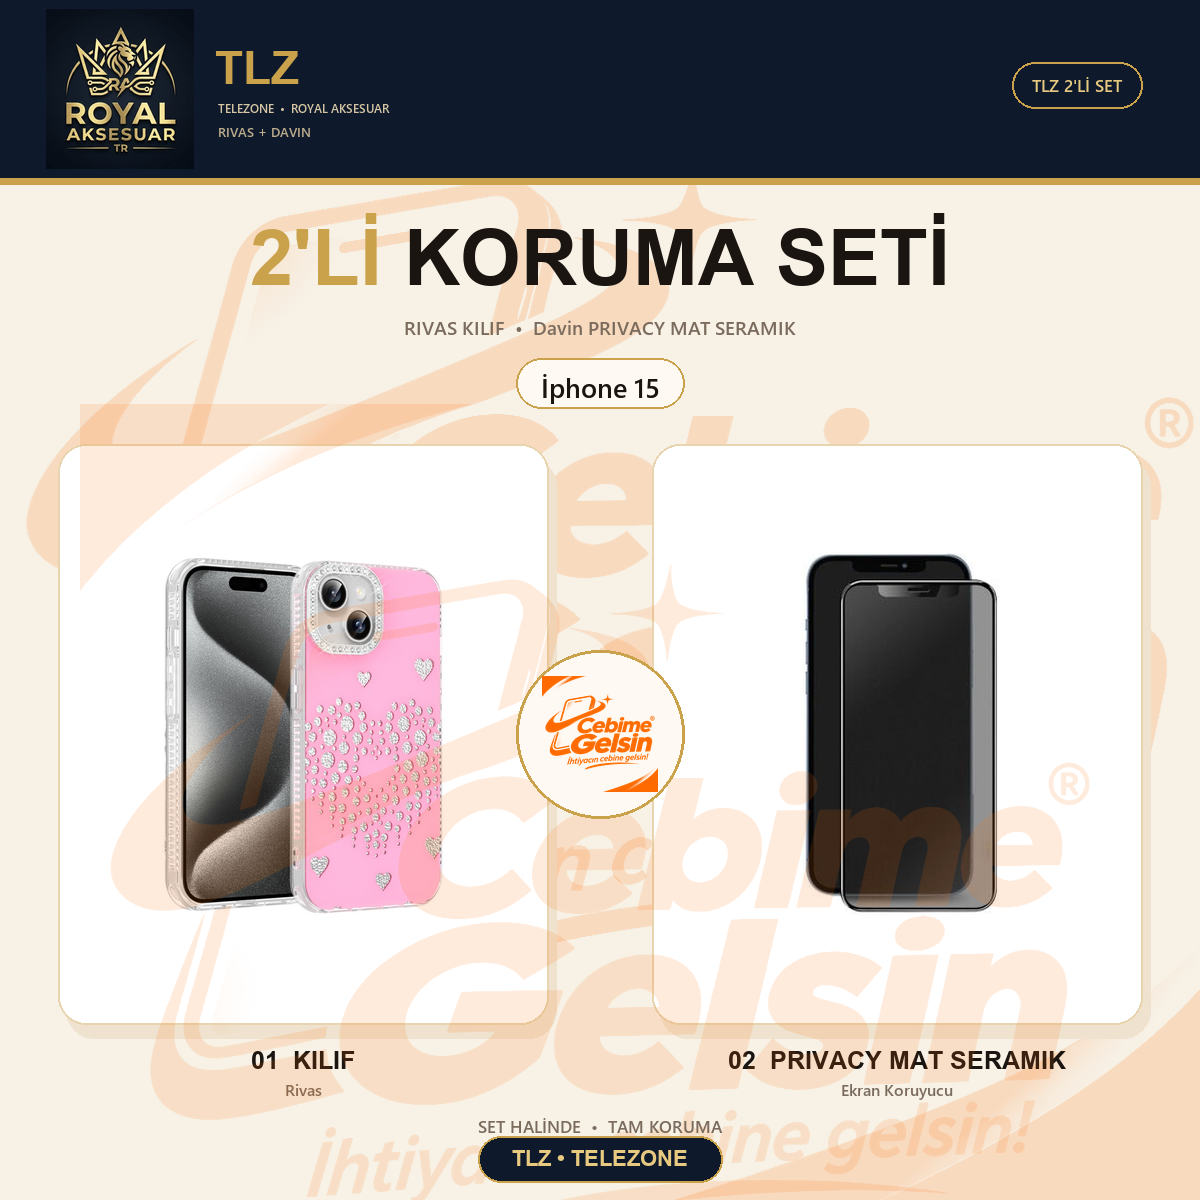 ROYAL
AKSESUAR
TR
TLZ
TELEZONE • ROYAL AKSESUAR
RIVAS + DAVIN
TLZ 2'Lİ SET
2'Lİ KORUMA SETİ
RIVAS KILIF • Davin PRIVACY MAT SERAMIK
İphone 15
Cebime®
Gelsin
İhtiyacın cebine gelsin!
Cebime®
Gelsin
01 KILIF
Rivas
02 PRIVACY MAT SERAMIK
Ekran Koruyucu
SET HALİNDE • TAM KORUMA
TLZ • TELEZONE